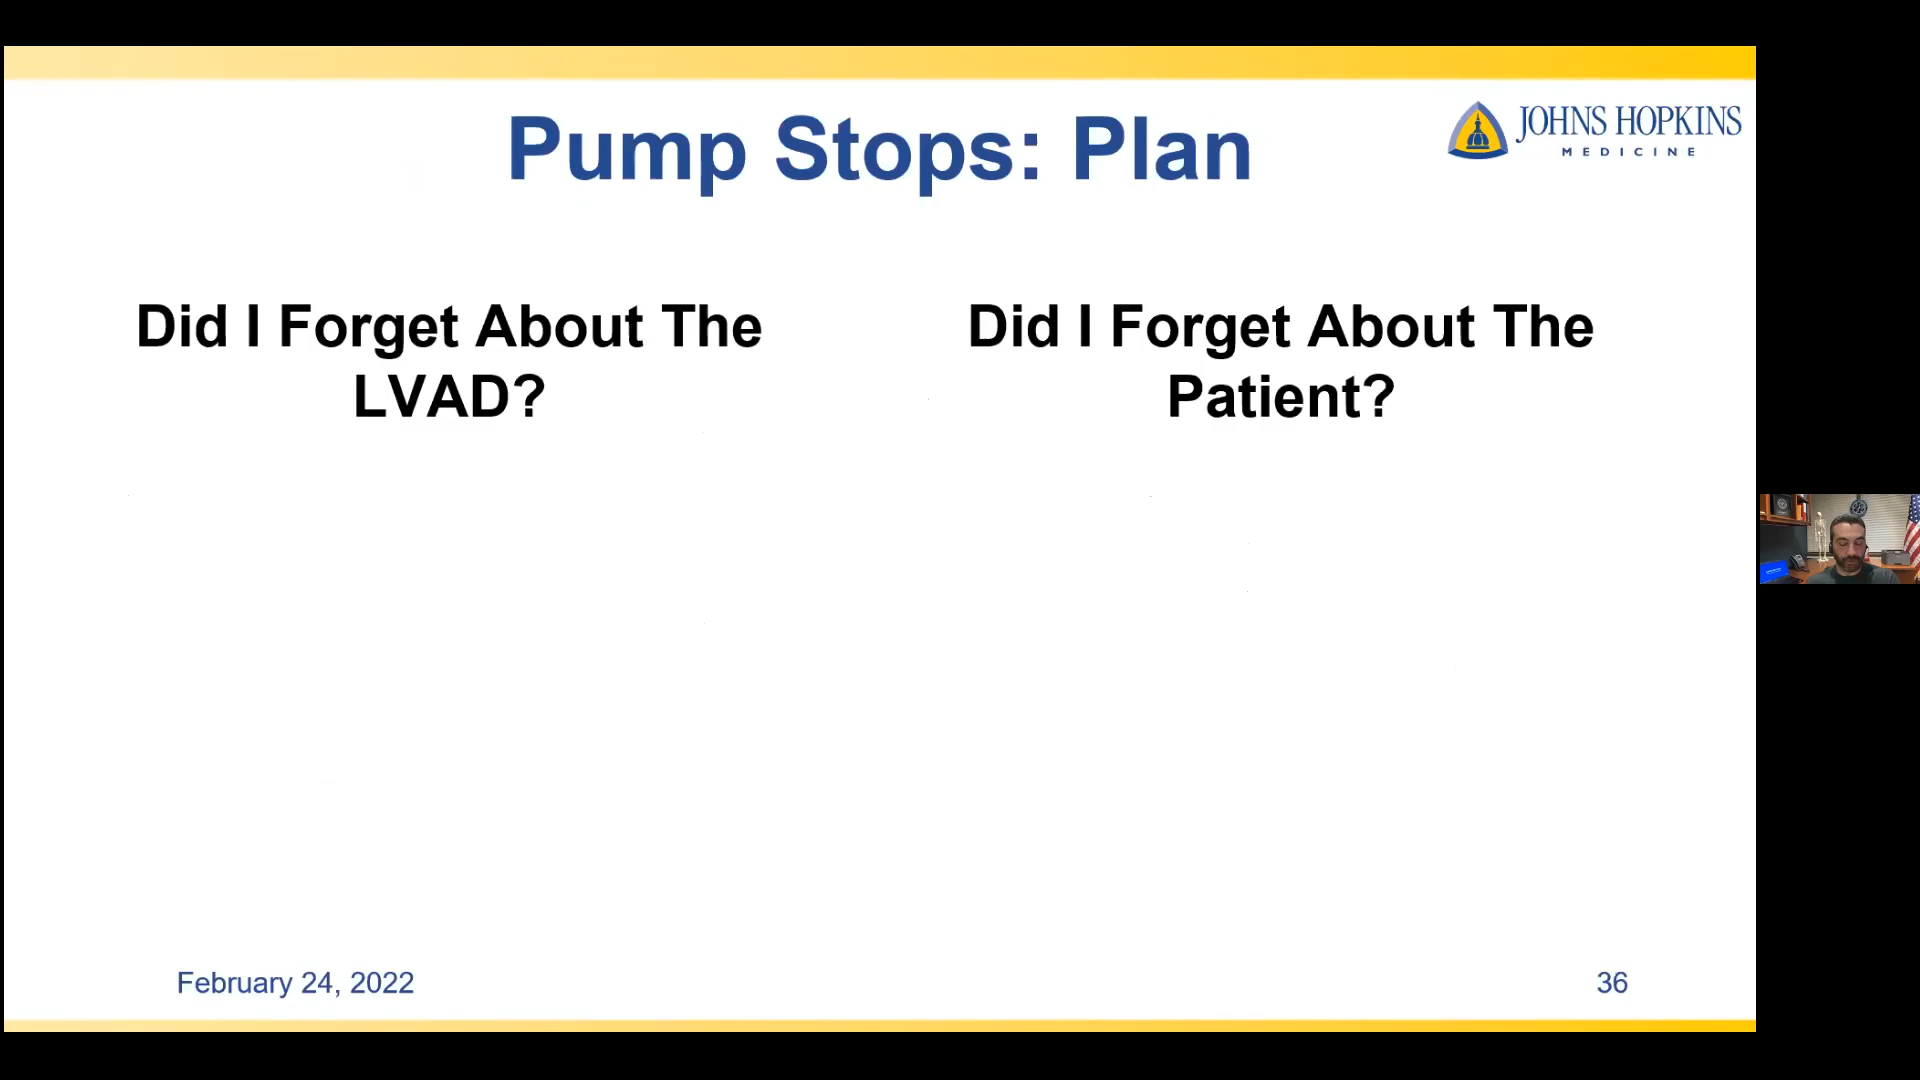 Pump Stops: Plan
JOHNS HOPKINS
MEDICINE
Did I Forget About The
LVAD?
Did I Forget About The
Patient?
February 24, 2022
36